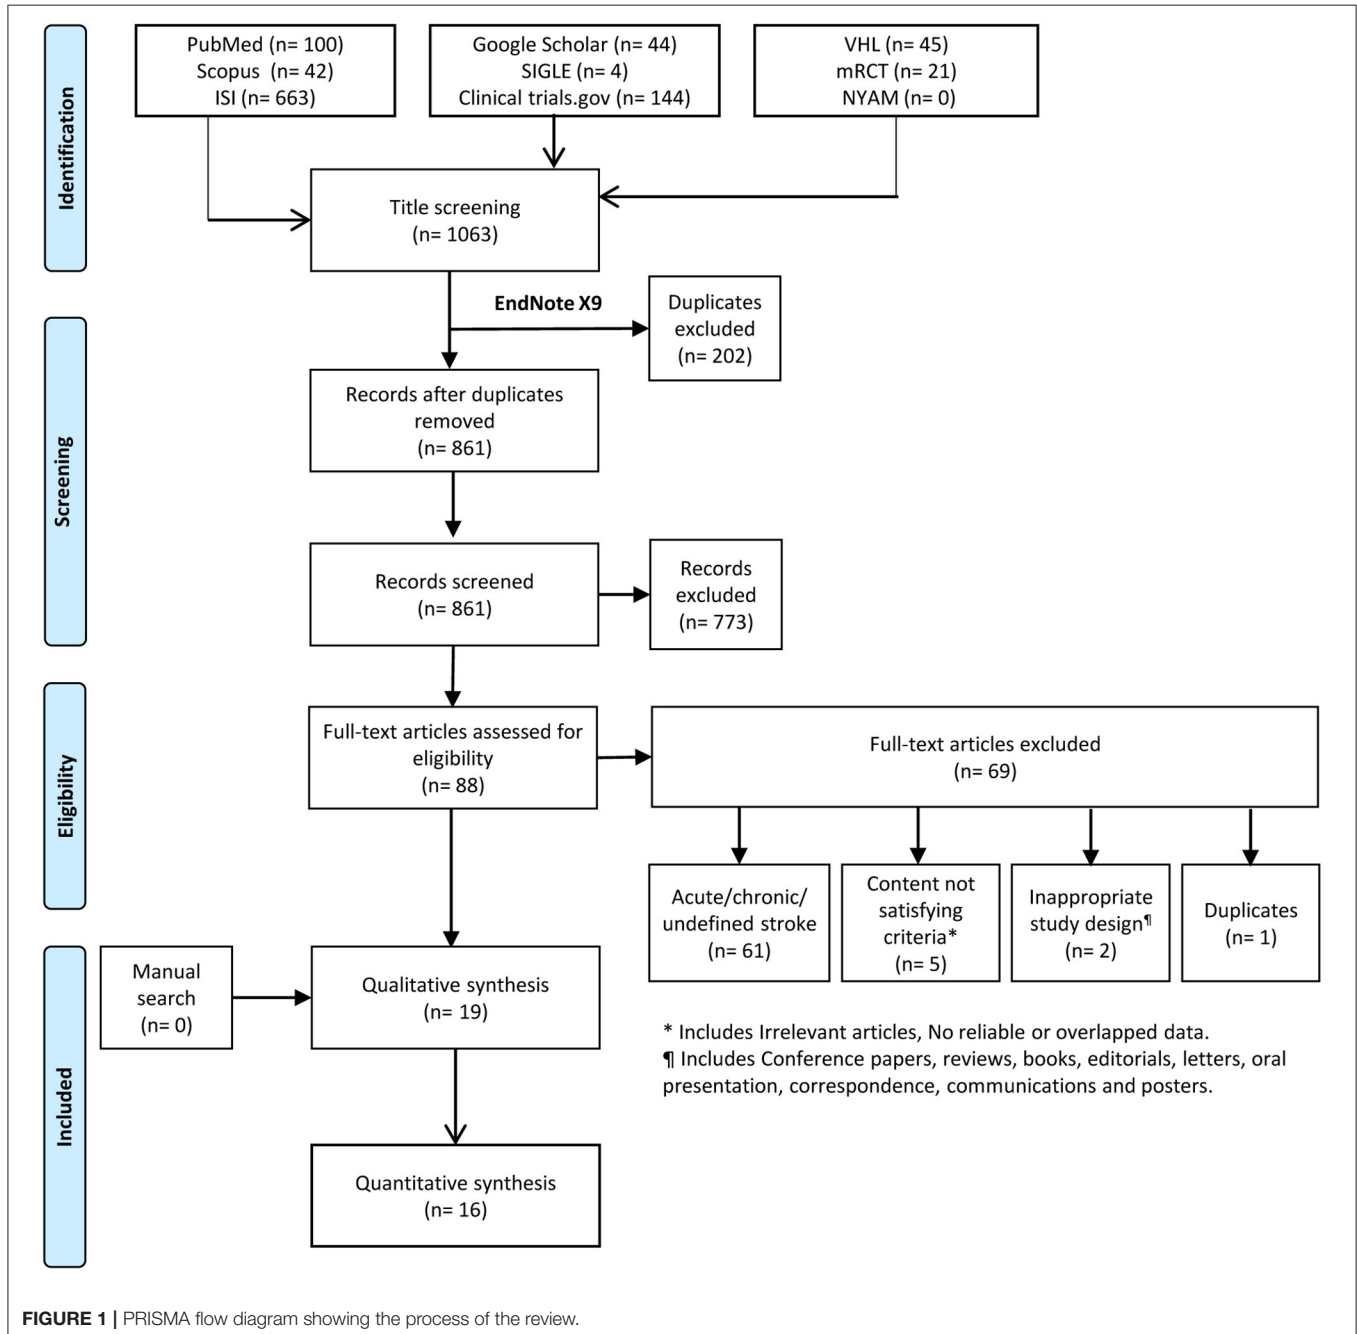 Identification
PubMed (n= 100)
Scopus (n= 42)
ISI (n= 663)
Google Scholar (n= 44)
SIGLE (n= 4)
Clinical trials.gov (n= 144)
VHL (n= 45)
mRCT (n= 21)
NYAM (n= 0)
Title screening
(n= 1063)
Screening
EndNote X9
Duplicates
excluded
(n= 202)
Records after duplicates
removed
(n= 861)
Records screened
(n= 861)
Records
excluded
(n= 773)
Eligibility
Full-text articles assessed for
eligibility
(n= 88)
Full-text articles excluded
(n= 69)
Acute/chronic/
undefined stroke
(n= 61)
Content not
satisfying
criteria*
(n= 5)
Inappropriate
study design¶
(n= 2)
Duplicates
(n= 1)
Included
Manual
search
(n= 0)
Qualitative synthesis
(n= 19)
* Includes Irrelevant articles, No reliable or overlapped data.
¶ Includes Conference papers, reviews, books, editorials, letters, oral
presentation, correspondence, communications and posters.
Quantitative synthesis
(n= 16)
FIGURE 1 | PRISMA flow diagram showing the process of the review.